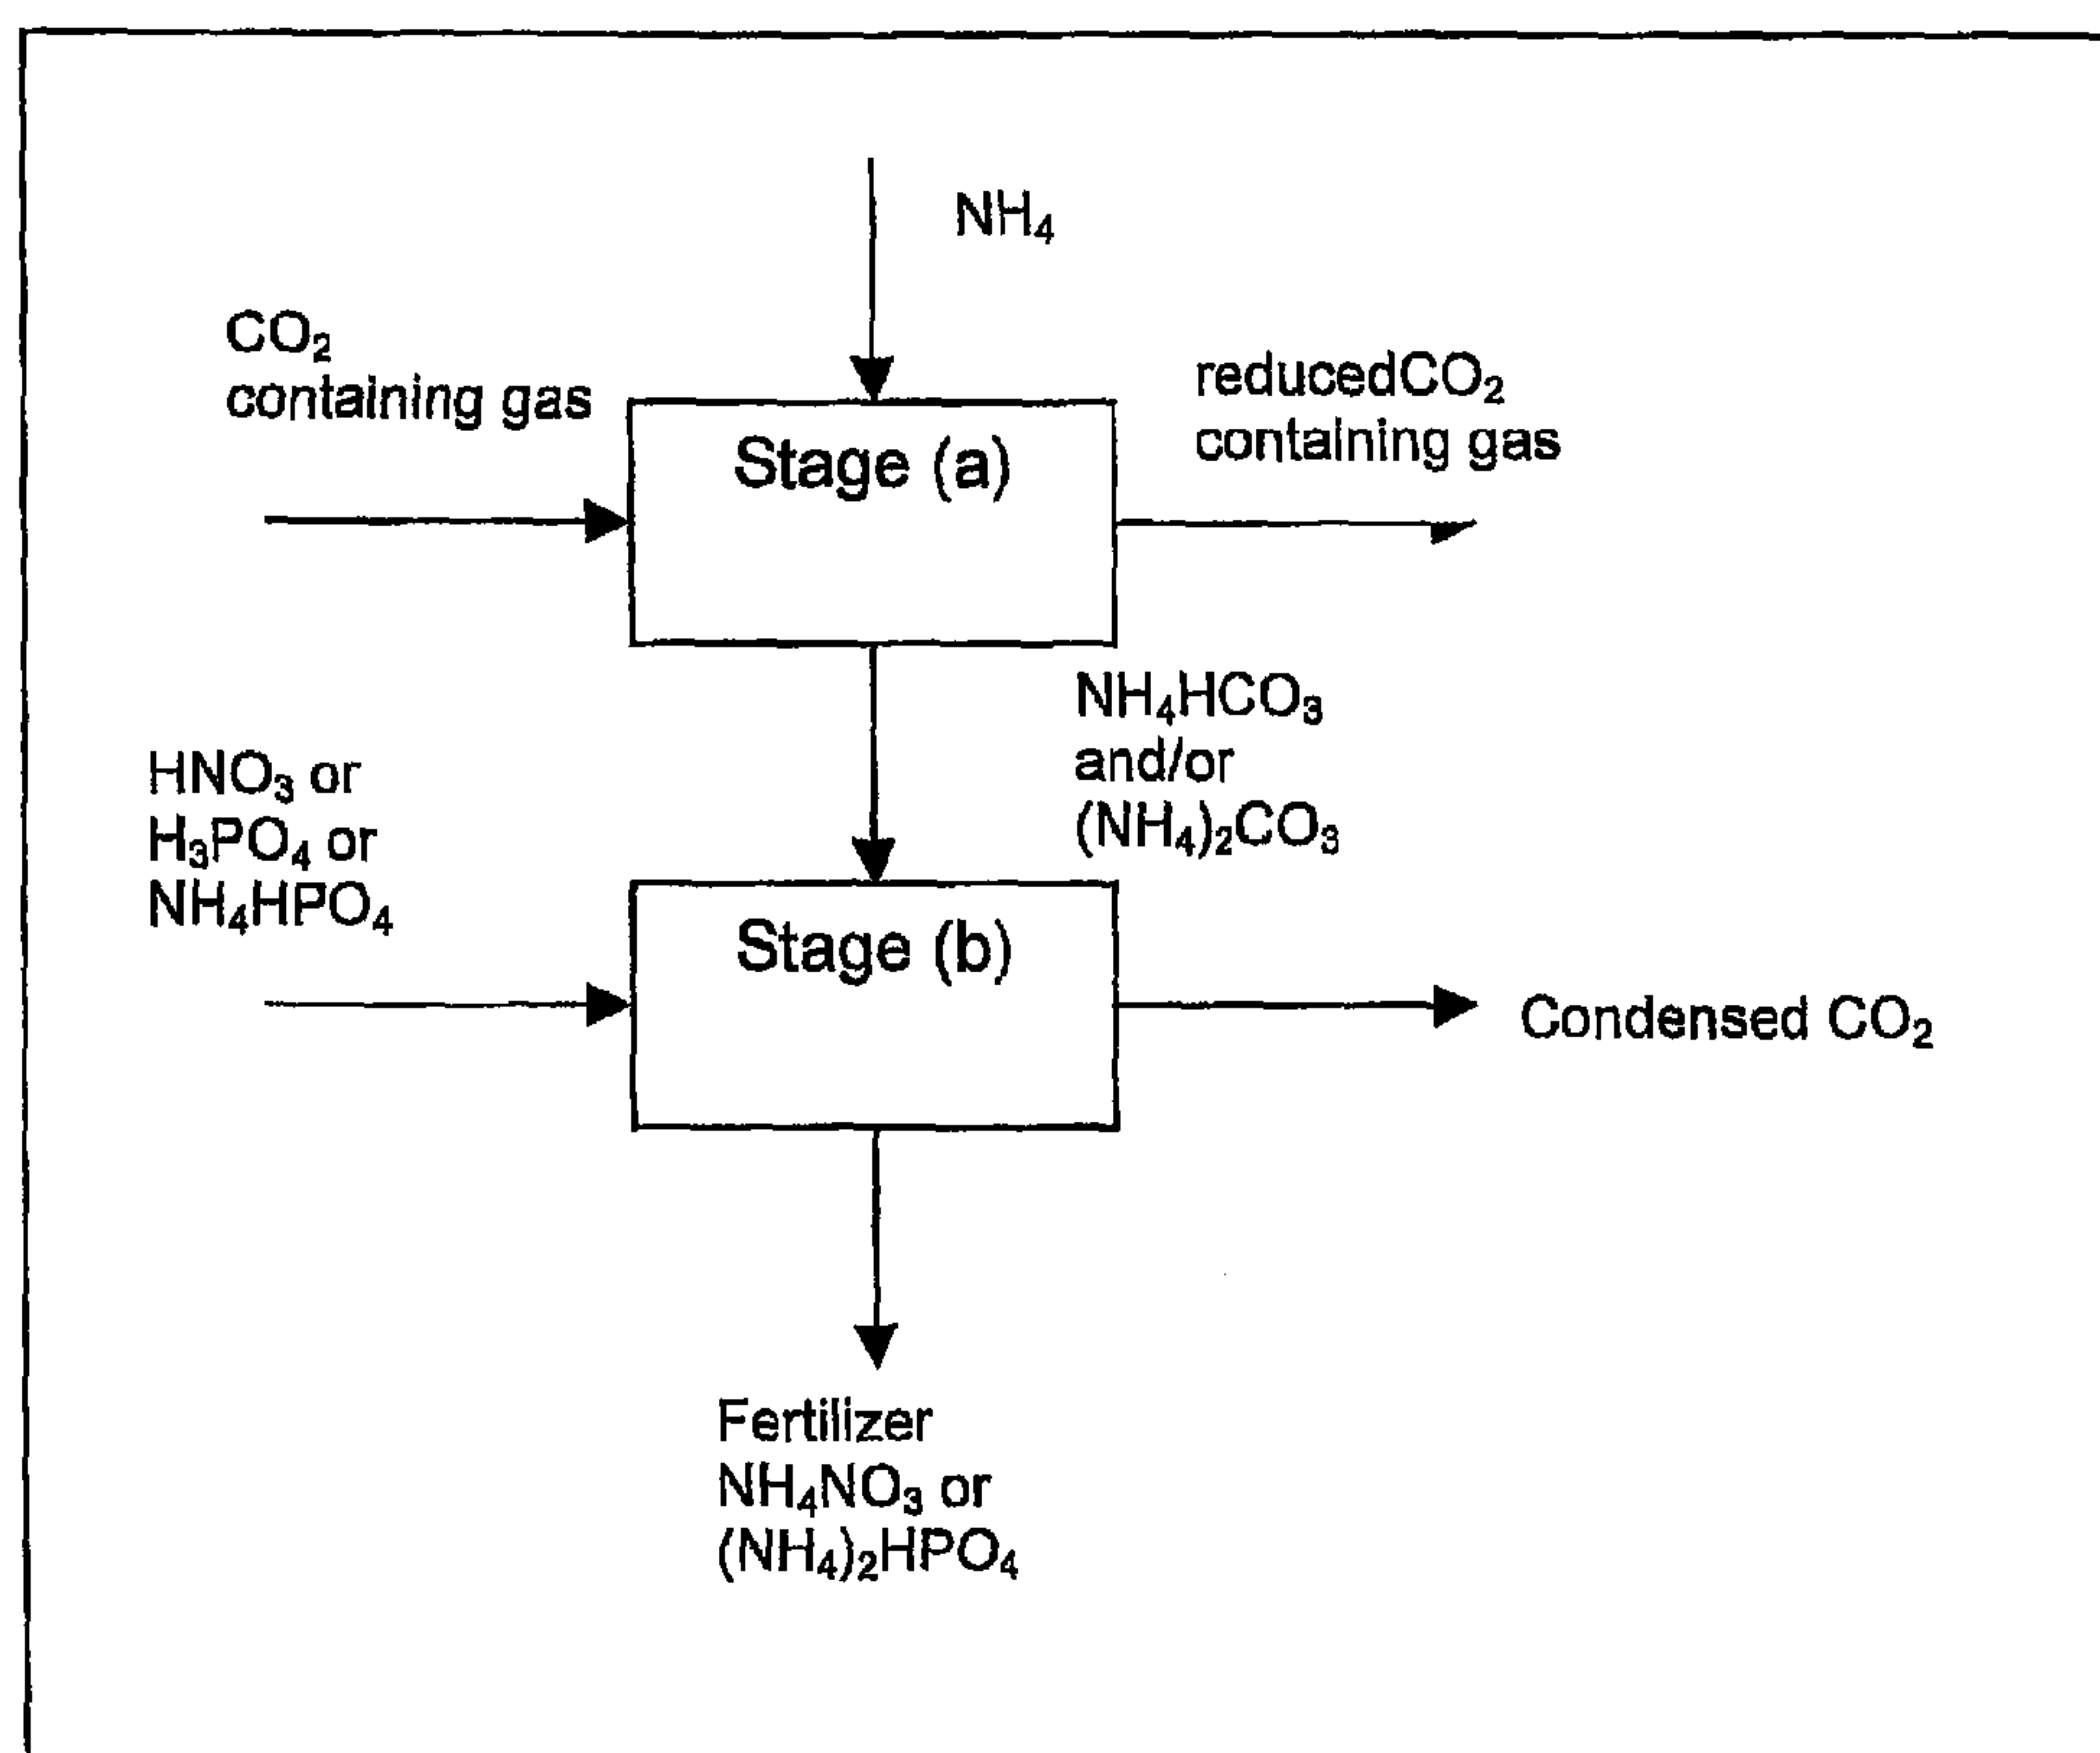 NH₄
CO₂
containing gas
reducedCO₂
containing gas
Stage (a)
NH₄HCO₃
and/or
(NH₄)₂CO₃
HNO₃ or
H₃PO₄ or
NH₄HPO₄
Stage (b)
Condensed CO₂
Fertilizer
NH₄NO₃ or
(NH₄)₂HPO₄